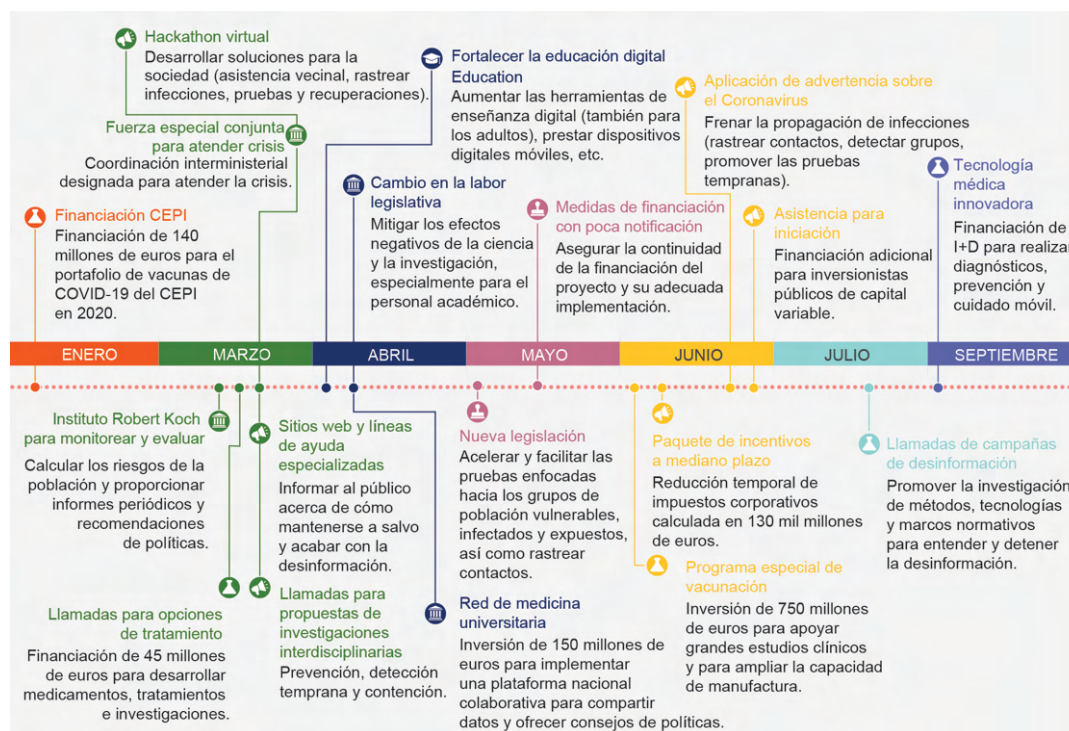 Hackathon virtual
Desarrollar soluciones para la
sociedad (asistencia vecinal, rastrear
infecciones, pruebas y recuperaciones).
Fuerza especial conjunta
para atender crisis
Coordinación interministerial
designada para atender la crisis.
Financiación CEPI
Financiación de 140
millones de euros para el
portafolio de vacunas de
COVID-19 del CEPI
en 2020.
Fortalecer la educación digital
Education
Aumentar las herramientas de
enseñanza digital (también para
los adultos), prestar dispositivos
digitales móviles, etc.
Cambio en la labor
legislativa
Mitigar los efectos
negativos de la ciencia
y la investigación,
especialmente para el
personal académico.
Medidas de financiación
con poca notificación
Asegurar la continuidad
de la financiación del
proyecto y su adecuada
implementación.
Aplicación de advertencia sobre
el Coronavirus
Frenar la propagación de infecciones
(rastrear contactos, detectar grupos,
promover las pruebas
tempranas).
Asistencia para
iniciación
Financiación adicional
para inversionistas
públicos de capital
variable.
Tecnología
médica
innovadora
Financiación de
I+D para realizar
diagnósticos,
prevención y
cuidado móvil.
ENERO
MARZO
ABRIL
MAYO
JUNIO
JULIO
SEPTIEMBRE
Instituto Robert Koch
para monitorear y evaluar
Calcular los riesgos de la
población y proporcionar
informes periódicos y
recomendaciones
de políticas.
Llamadas para opciones
de tratamiento
Financiación de 45 millones
de euros para desarrollar
medicamentos, tratamientos
e investigaciones.
Sitios web y líneas
de ayuda
especializadas
Informar al público
acerca de cómo
mantenerse a salvo
y acabar con la
desinformación.
Llamadas para
propuestas de
investigaciones
interdisciplinarias
Prevención, detección
temprana y contención.
Nueva legislación
Acelerar y facilitar las
pruebas enfocadas
hacia los grupos de
población vulnerables,
infectados y expuestos,
así como rastrear
contactos.
Red de medicina
universitaria
Inversión de 150 millones de
euros para implementar
una plataforma nacional
colaborativa para compartir
datos y ofrecer consejos de políticas.
Paquete de incentivos
a mediano plazo
Reducción temporal de
impuestos corporativos
calculada en 130 mil millones
de euros.
Programa especial de
vacunación
Inversión de 750 millones
de euros para apoyar
grandes estudios clínicos
y para ampliar la capacidad
de manufactura.
Llamadas de campañas
de desinformación
Promover la investigación
de métodos, tecnologías
y marcos normativos
para entender y detener
la desinformación.